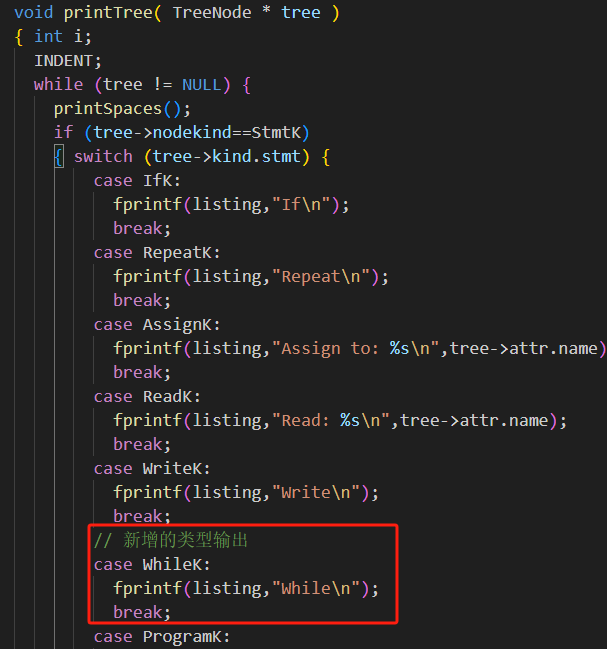 void printTree( TreeNode * tree )
{ int i;
  INDENT;
  while (tree != NULL) {
    printSpaces();
    if (tree->nodekind==StmtK)
    { switch (tree->kind.stmt) {
        case IfK:
          fprintf(listing,"If\n");
          break;
        case RepeatK:
          fprintf(listing,"Repeat\n");
          break;
        case AssignK:
          fprintf(listing,"Assign to: %s\n",tree->attr.name)
          break;
        case ReadK:
          fprintf(listing,"Read: %s\n",tree->attr.name);
          break;
        case WriteK:
          fprintf(listing,"Write\n");
          break;
        // 新增的类型输出
        case WhileK:
          fprintf(listing,"While\n");
          break;
        case ProgramK: